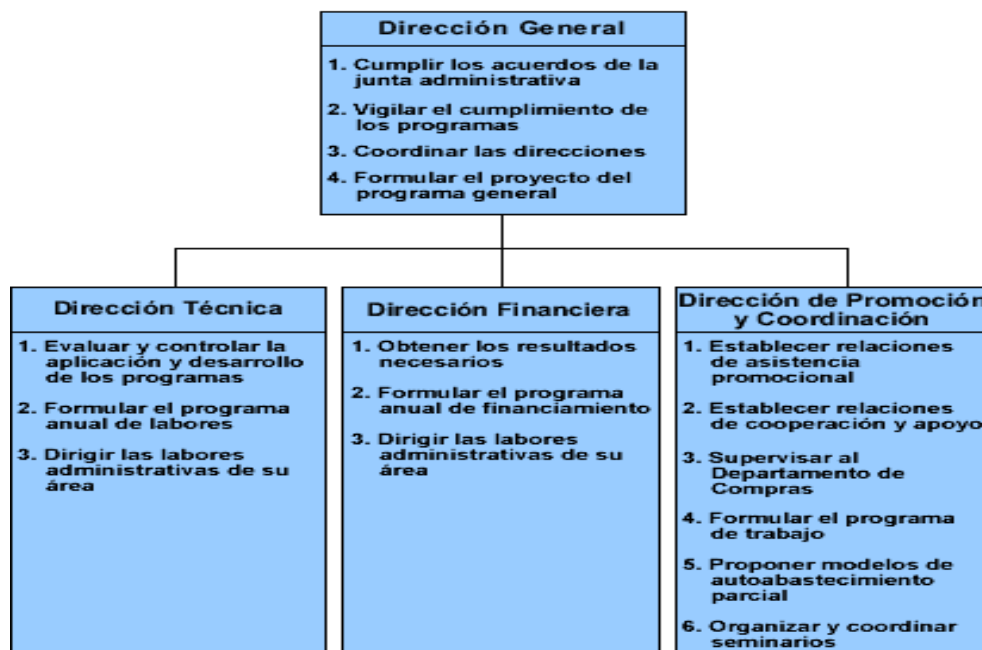 Dirección General
1. Cumplir los acuerdos de la
junta administrativa
2. Vigilar el cumplimiento de
los programas
3. Coordinar las direcciones
4. Formular el proyecto del
programa general
Dirección Técnica
1. Evaluar y controlar la
aplicación y desarrollo
de los programas
2. Formular el programa
anual de labores
3. Dirigir las labores
administrativas de su
área
Dirección Financiera
1. Obtener los resultados
necesarios
2. Formular el programa
anual de financiamiento
3. Dirigir las labores
administrativas de su
área
Dirección de Promoción
y Coordinación
1. Establecer relaciones
de asistencia
promocional
2. Establecer relaciones
de cooperación y apoyo
3. Supervisar al
Departamento de
Compras
4. Formular el programa
de trabajo
5. Proponer modelos de
autoabastecimiento
parcial
6. Organizar y coordinar
seminarios